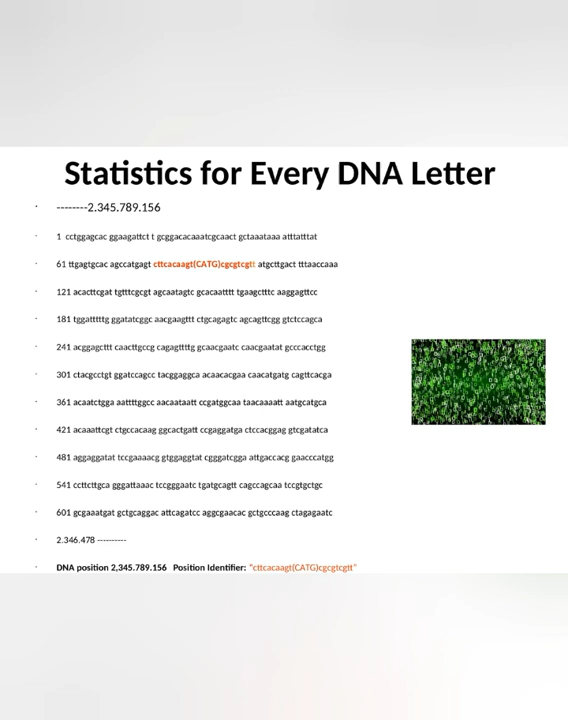 Statistics for Every DNA Letter
--------2.345.789.156
1 cctggagcac ggaagattct t gcggacacaaatcgcaact gctaaataaa atttatttat
61 ttgagtgcac agccatgagt cttcacaagt(CATG)cgcgtcgtt atgcttgact tttaaccaaa
121 acacttcgat tgtttcgcgt agcaatagtc gcacaatttt tgaagctttc aaggagttcc
181 tggatttttg ggatatcggc aacgaagttt ctgcagagtc agcagttcgg gtctccagca
241 acggagcttt caacttgccg cagagttttg gcaacgaatc caacgaatat gcccacctgg
301 ctacgcctgt ggatccagcc tacggaggca acaacacgaa caacatgatg cagttcacga
361 acaatctgga aattttggcc aacaataatt ccgatggcaa taacaaaatt aatgcatgca
421 acaaattcgt ctgccacaag ggcactgatt ccgaggatga ctccacggag gtcgatatca
481 aggaggatat tccgaaaacg gtggaggtat cgggatcgga attgaccacg gaacccatgg
541 ccttcttgca gggattaaac tccgggaatc tgatgcagtt cagccagcaa tccgtgctgc
601 gcgaaatgat gctgcaggac attcagatcc aggcgaacac gctgcccaag ctagagaatc
2.346.478 ----------
DNA position 2,345.789.156 Position Identifier: "cttcacaagt(CATG)cgcgtcgtt"